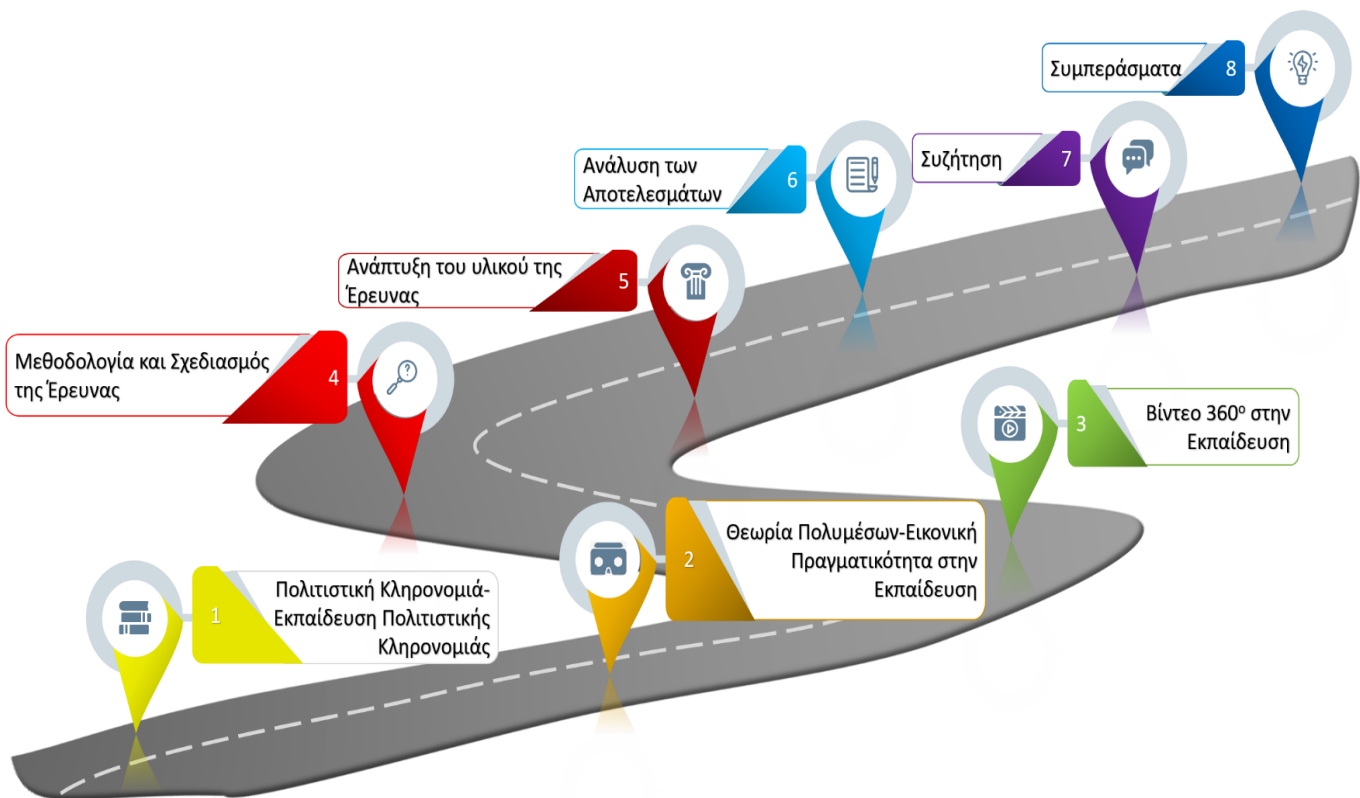 1
Πολιτιστική Κληρονομιά-
Εκπαίδευση Πολιτιστικής
Κληρονομιάς
2
Θεωρία Πολυμέσων-Εικονική
Πραγματικότητα στην
Εκπαίδευση
3
Βίντεο 360º στην
Εκπαίδευση
Μεθοδολογία και Σχεδιασμός
της Έρευνας
4
Ανάπτυξη του υλικού της
Έρευνας
5
Ανάλυση των
Αποτελεσμάτων
6
Συζήτηση
7
Συμπεράσματα
8